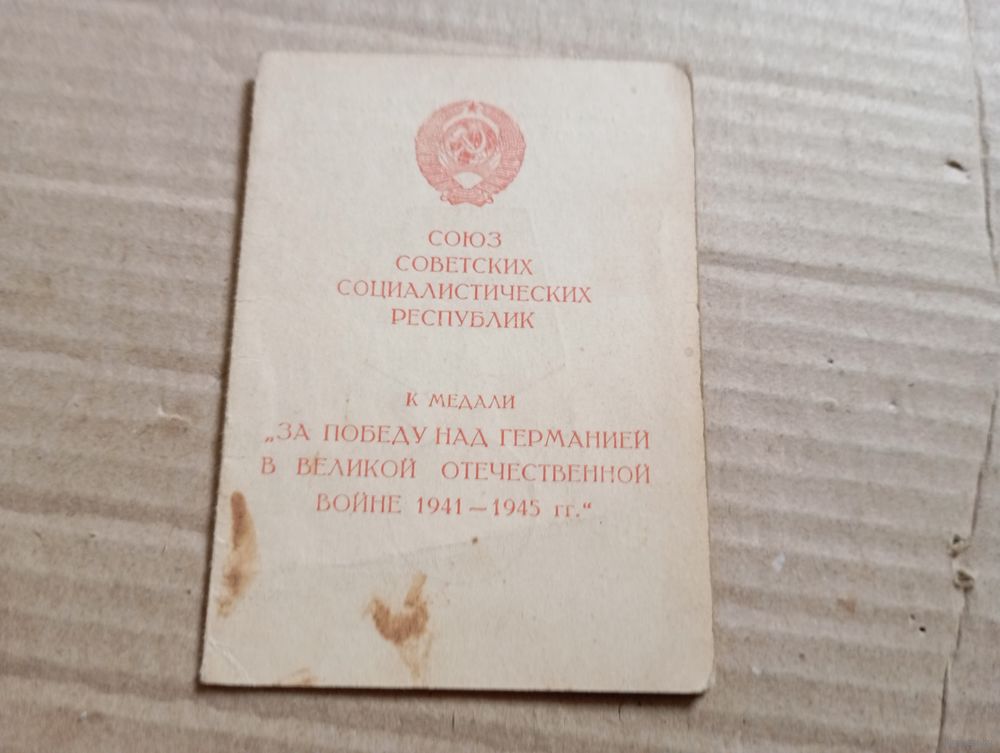 СОЮЗ
СОВЕТСКИХ
СОЦИАЛИСТИЧЕСКИХ
РЕСПУБЛИК
К МЕДАЛИ
„ЗА ПОБЕДУ НАД ГЕРМАНИЕЙ
В ВЕЛИКОЙ ОТЕЧЕСТВЕННОЙ
ВОЙНЕ 1941 — 1945 гг.“